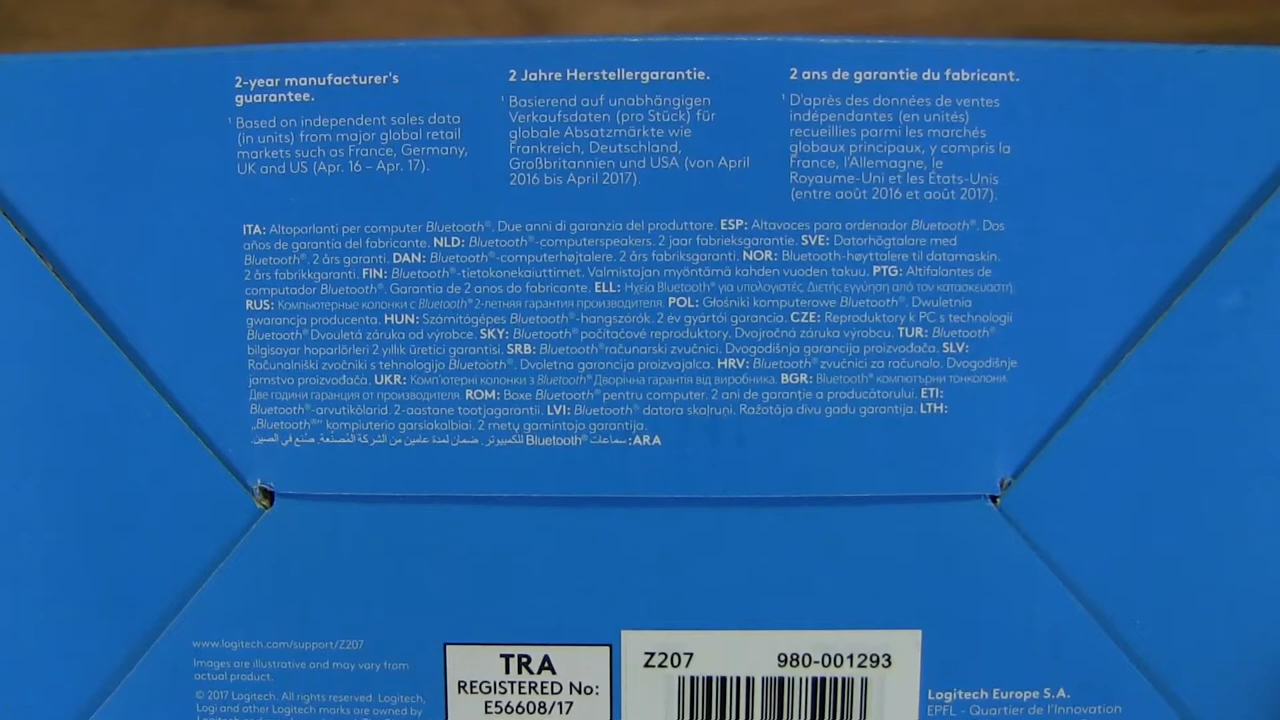 2-year manufacturer's
guarantee.
¹ Based on independent sales data
(in units) from major global retail
markets such as France, Germany,
UK and US (Apr. 16 – Apr. 17).
2 Jahre Herstellergarantie.
¹ Basierend auf unabhängigen
Verkaufsdaten (pro Stück) für
globale Absatzmärkte wie
Frankreich, Deutschland,
Großbritannien und USA (von April
2016 bis April 2017).
2 ans de garantie du fabricant.
¹ D'après des données de ventes
indépendantes (en unités)
recueillies parmi les marchés
globaux principaux, y compris la
France, l'Allemagne, le
Royaume-Uni et les États-Unis
(entre août 2016 et août 2017).
ITA: Altoparlanti per computer Bluetooth®. Due anni di garanzia del produttore. ESP: Altavoces para ordenador Bluetooth®. Dos
años de garantía del fabricante. NLD: Bluetooth®-computerspeakers. 2 jaar fabrieksgarantie. SVE: Datorhögtalare med
Bluetooth®. 2 års garanti. DAN: Bluetooth®-computerhøjtalere. 2 års fabriksgaranti. NOR: Bluetooth-høyttalere til datamaskin.
2 års fabrikkgaranti. FIN: Bluetooth®-tietokonekaiuttimet. Valmistajan myöntämä kahden vuoden takuu. PTG: Altifalantes de
computador Bluetooth®. Garantia de 2 anos do fabricante. ELL: Ηχεία Bluetooth® για υπολογιστές. Διετής εγγύηση από τον κατασκευαστή.
RUS: Компьютерные колонки с Bluetooth® 2-летняя гарантия производителя. POL: Głośniki komputerowe Bluetooth®. Dwuletnia
gwarancja producenta. HUN: Számítógépes Bluetooth®-hangszórók. 2 év gyártói garancia. CZE: Reproduktory k PC s technologií
Bluetooth® Dvouletá záruka od výrobce. SKY: Bluetooth® počítačové reproduktory. Dvojročná záruka výrobcu. TUR: Bluetooth®
bilgisayar hoparlörleri 2 yıllık üretici garantisi. SRB: Bluetooth® računarski zvučnici. Dvogodišnja garancija proizvođača. SLV:
Računalniški zvočniki s tehnologijo Bluetooth®. Dvoletna garancija proizvajalca. HRV: Bluetooth® zvučnici za računalo. Dvogodišnje
jamstvo proizvođača. UKR: Комп'ютерні колонки з Bluetooth® Дворічна гарантія від виробника. BGR: Bluetooth® компютърни тонколони.
Две години гаранция от производителя. ROM: Boxe Bluetooth® pentru computer. 2 ani de garanție a producătorului. ETI:
Bluetooth®-arvutikõlarid. 2-aastane tootjagarantii. LVI: Bluetooth® datora skaļruņi. Ražotāja divu gadu garantija. LTH:
„Bluetooth®" kompiuterio garsiakalbiai. 2 metų gamintojo garantija.
ARA: سماعات Bluetooth® للكمبيوتر. ضمان لمدة عامين من الشركة المُصنّعة. صُنع في الصين.
www.logitech.com/support/Z207
Images are illustrative and may vary from
actual product.
© 2017 Logitech. All rights reserved. Logitech,
Logi and other Logitech marks are owned by
TRA
REGISTERED No:
E56608/17
Z207 980-001293
Logitech Europe S.A.
EPFL - Quartier de l'Innovation